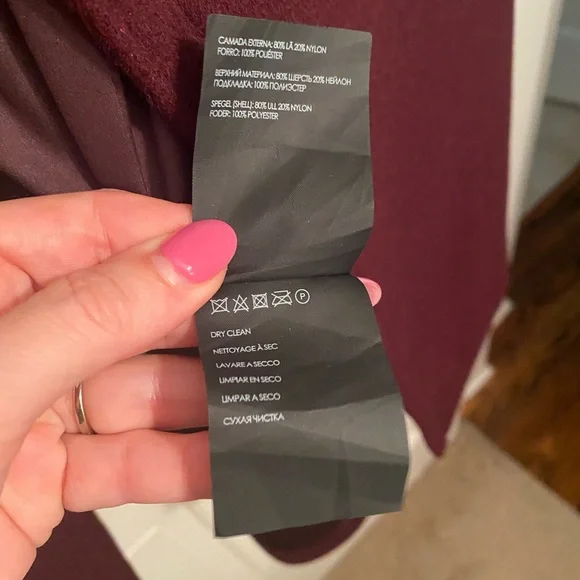 CAMADA EXTERNA: 80% LÃ 20% NYLON
FORRO: 100% POLIÉSTER
ВЕРХНИЙ МАТЕРИАЛ: 80% ШЕРСТЬ 20% НЕЙЛОН
ПОДКЛАДКА: 100% ПОЛИЭСТЕР
SPEGEL (SHELL): 80% ULL 20% NYLON
FODER: 100% POLYESTER
P
DRY CLEAN
NETTOYAGE À SEC
LAVARE A SECCO
LIMPIAR EN SECO
LIMPAR A SECO
СУХАЯ ЧИСТКА